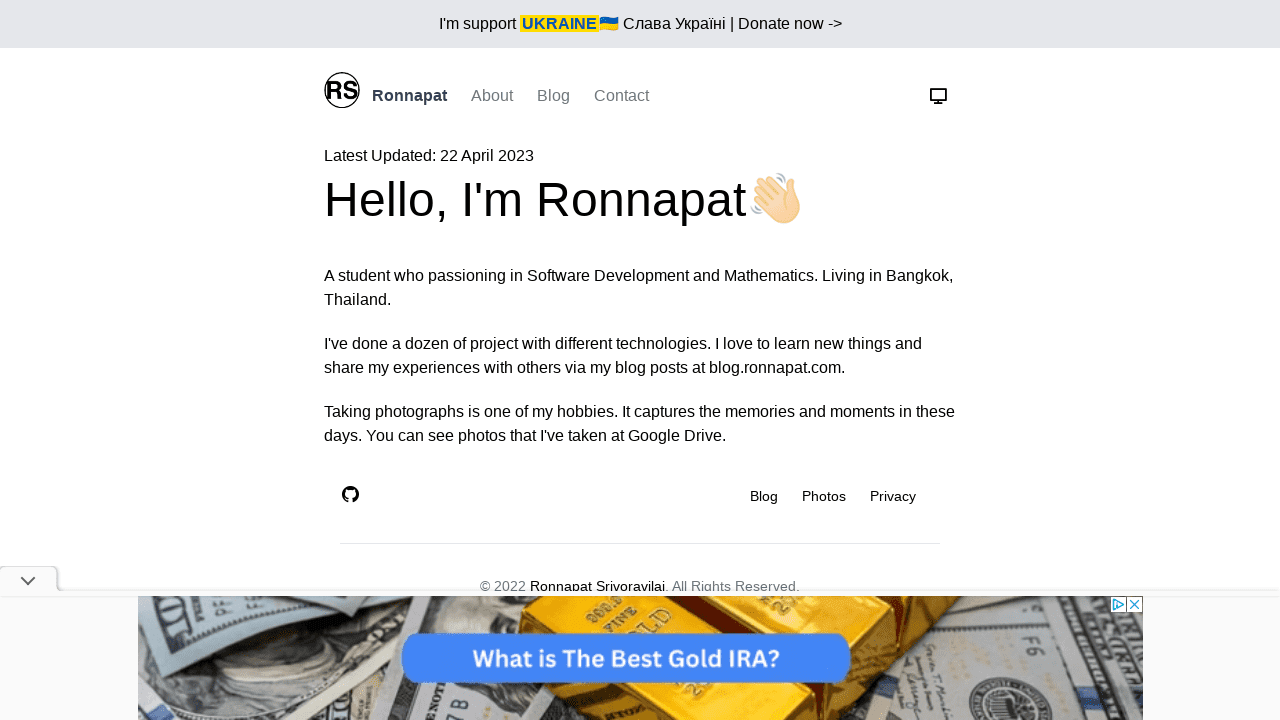 I'm support UKRAINE🇺🇦 Слава Україні | Donate now ->
RS Ronnapat About Blog Contact
Latest Updated: 22 April 2023
Hello, I'm Ronnapat👋🏻
A student who passioning in Software Development and Mathematics. Living in Bangkok,
Thailand.
I've done a dozen of project with different technologies. I love to learn new things and
share my experiences with others via my blog posts at blog.ronnapat.com.
Taking photographs is one of my hobbies. It captures the memories and moments in these
days. You can see photos that I've taken at Google Drive.
Blog Photos Privacy
© 2022 Ronnapat Srivoravilai. All Rights Reserved.
What is The Best Gold IRA?